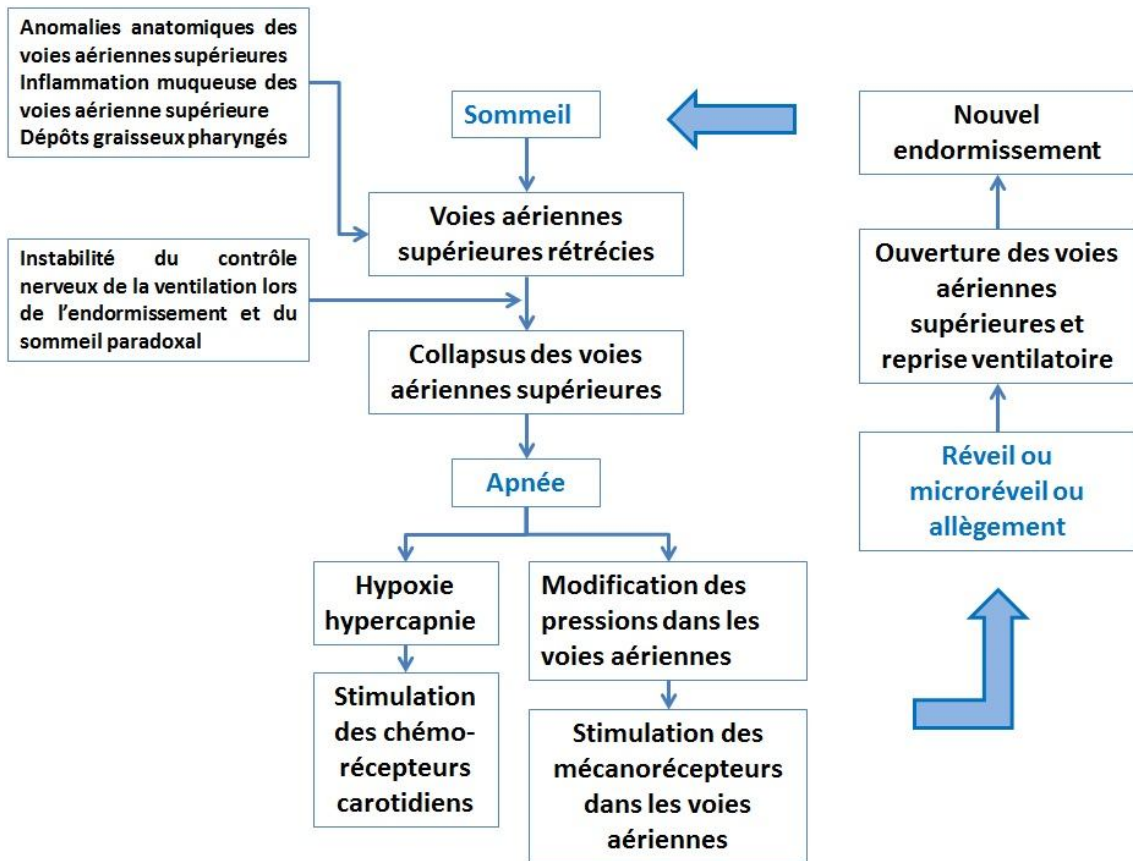 Anomalies anatomiques des
voies aériennes supérieures
Inflammation muqueuse des
voies aérienne supérieure
Dépôts graisseux pharyngés
Sommeil
Nouvel
endormissement
Voies aériennes
supérieures rétrécies
Instabilité du contrôle
nerveux de la ventilation lors
de l'endormissement et du
sommeil paradoxal
Ouverture des voies
aériennes
supérieures et
reprise ventilatoire
Collapsus des voies
aériennes supérieures
Apnée
Réveil ou
microréveil ou
allègement
Hypoxie
hypercapnie
Modification des
pressions dans les
voies aériennes
Stimulation
des chémo-
récepteurs
carotidiens
Stimulation des
mécanorécepteurs
dans les voies
aériennes